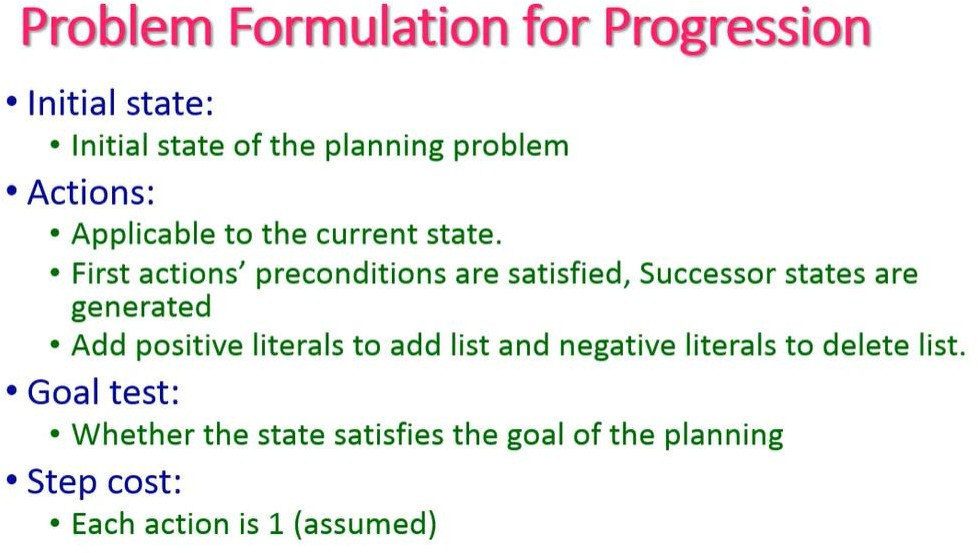 Problem Formulation for Progression
• Initial state:
• Initial state of the planning problem
• Actions:
• Applicable to the current state.
• First actions’ preconditions are satisfied, Successor states are
generated
• Add positive literals to add list and negative literals to delete list.
• Goal test:
• Whether the state satisfies the goal of the planning
• Step cost:
• Each action is 1 (assumed)